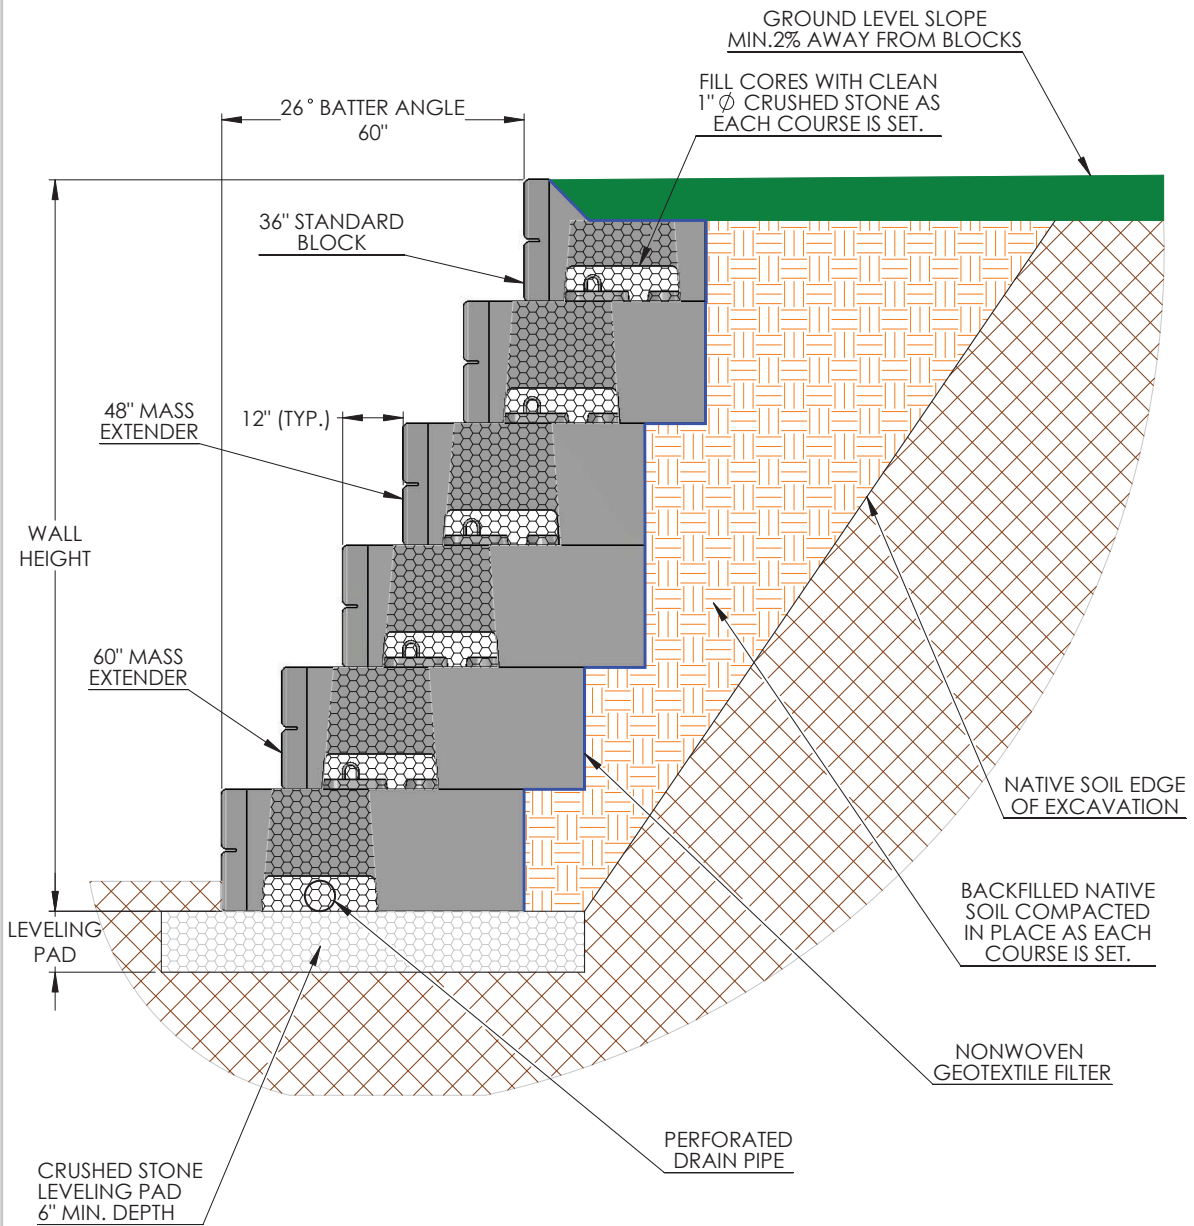 GROUND LEVEL SLOPE
MIN.2% AWAY FROM BLOCKS
FILL CORES WITH CLEAN
1" Ø CRUSHED STONE AS
EACH COURSE IS SET.
26° BATTER ANGLE
60"
36" STANDARD
BLOCK
48" MASS
EXTENDER
12" (TYP.)
WALL
HEIGHT
60" MASS
EXTENDER
NATIVE SOIL EDGE
OF EXCAVATION
BACKFILLED NATIVE
SOIL COMPACTED
IN PLACE AS EACH
COURSE IS SET.
LEVELING
PAD
NONWOVEN
GEOTEXTILE FILTER
PERFORATED
DRAIN PIPE
CRUSHED STONE
LEVELING PAD
6" MIN. DEPTH